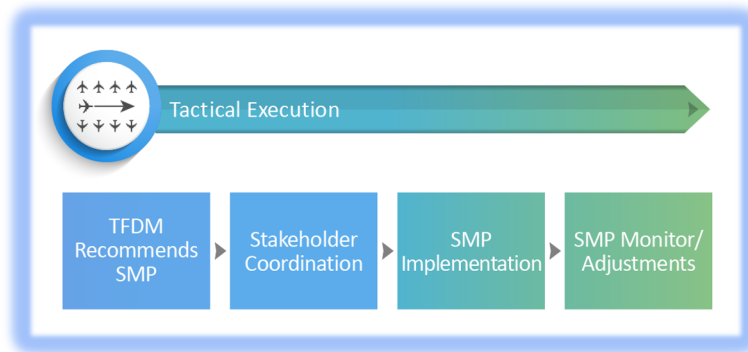 Tactical Execution
TFDM
Recommends
SMP
Stakeholder
Coordination
SMP
Implementation
SMP Monitor/
Adjustments